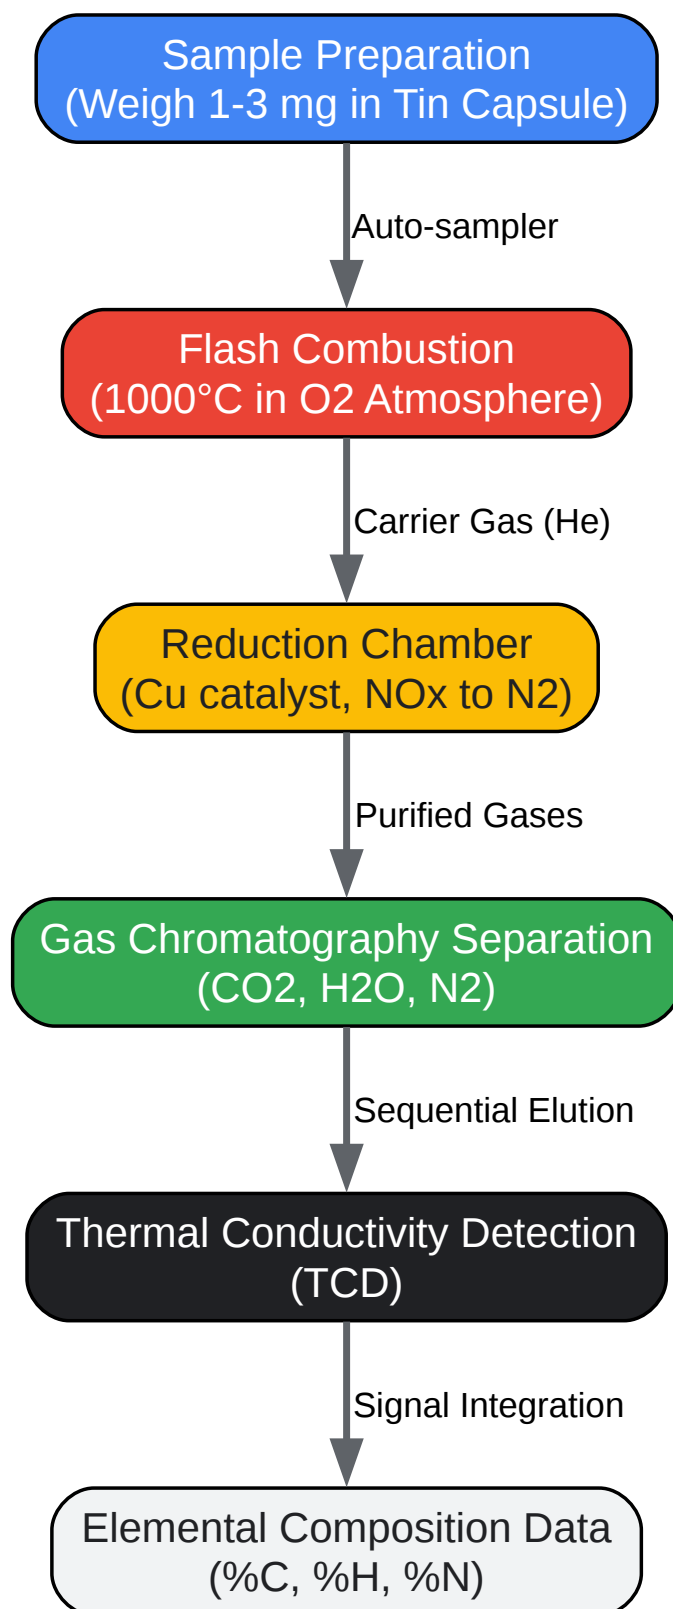 Sample Preparation
(Weigh 1-3 mg in Tin Capsule)
Auto-sampler
Flash Combustion
(1000°C in O2 Atmosphere)
Carrier Gas (He)
Reduction Chamber
(Cu catalyst, NOx to N2)
Purified Gases
Gas Chromatography Separation
(CO2, H2O, N2)
Sequential Elution
Thermal Conductivity Detection
(TCD)
Signal Integration
Elemental Composition Data
(%C, %H, %N)